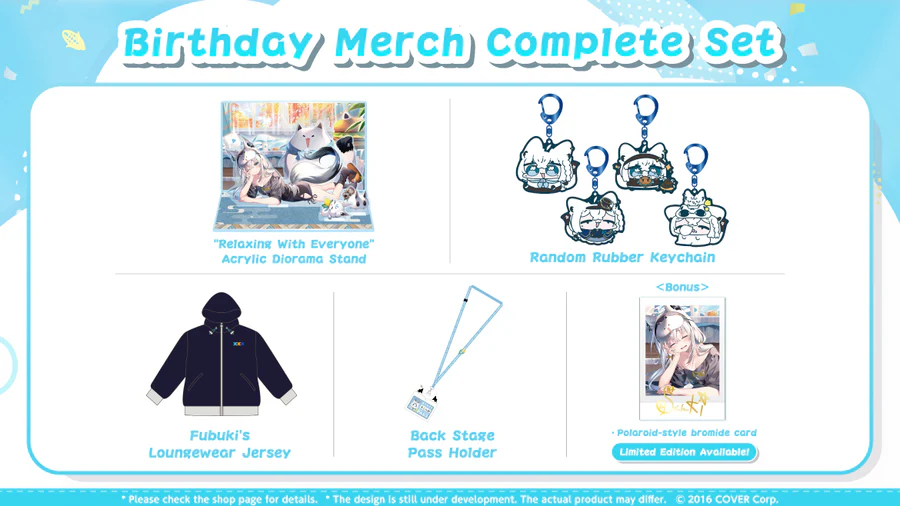 Birthday Merch Complete Set
"Relaxing With Everyone"
Acrylic Diorama Stand
Random Rubber Keychain
Fubuki's
Loungewear Jersey
Back Stage
Pass Holder
<Bonus>
・Polaroid-style bromide card
Limited Edition Available!
* Please check the shop page for details. * The design is still under development. The actual product may differ. © 2016 COVER Corp.